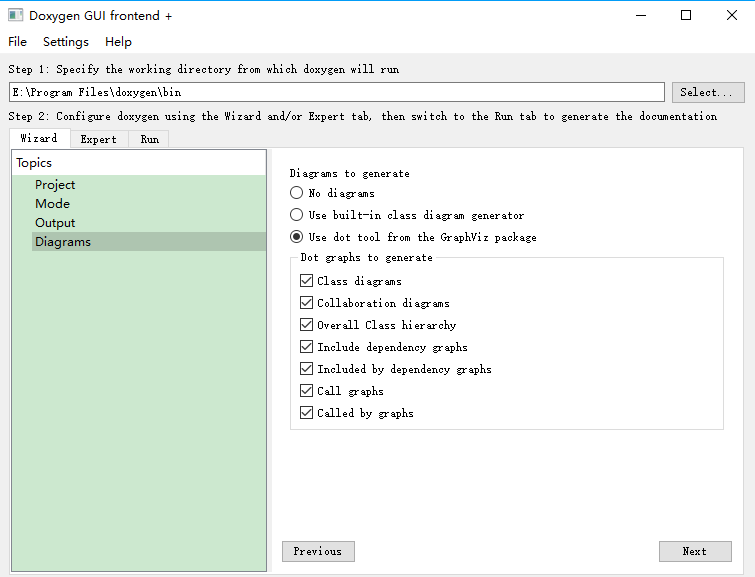 Doxygen GUI frontend +
File Settings Help
Step 1: Specify the working directory from which doxygen will run
E:\Program Files\doxygen\bin Select...
Step 2: Configure doxygen using the Wizard and/or Expert tab, then switch to the Run tab to generate the documentation
Wizard Expert Run
Topics
Project
Mode
Output
Diagrams
Diagrams to generate
No diagrams
Use built-in class diagram generator
Use dot tool from the GraphViz package
Dot graphs to generate
Class diagrams
Collaboration diagrams
Overall Class hierarchy
Include dependency graphs
Included by dependency graphs
Call graphs
Called by graphs
Previous Next